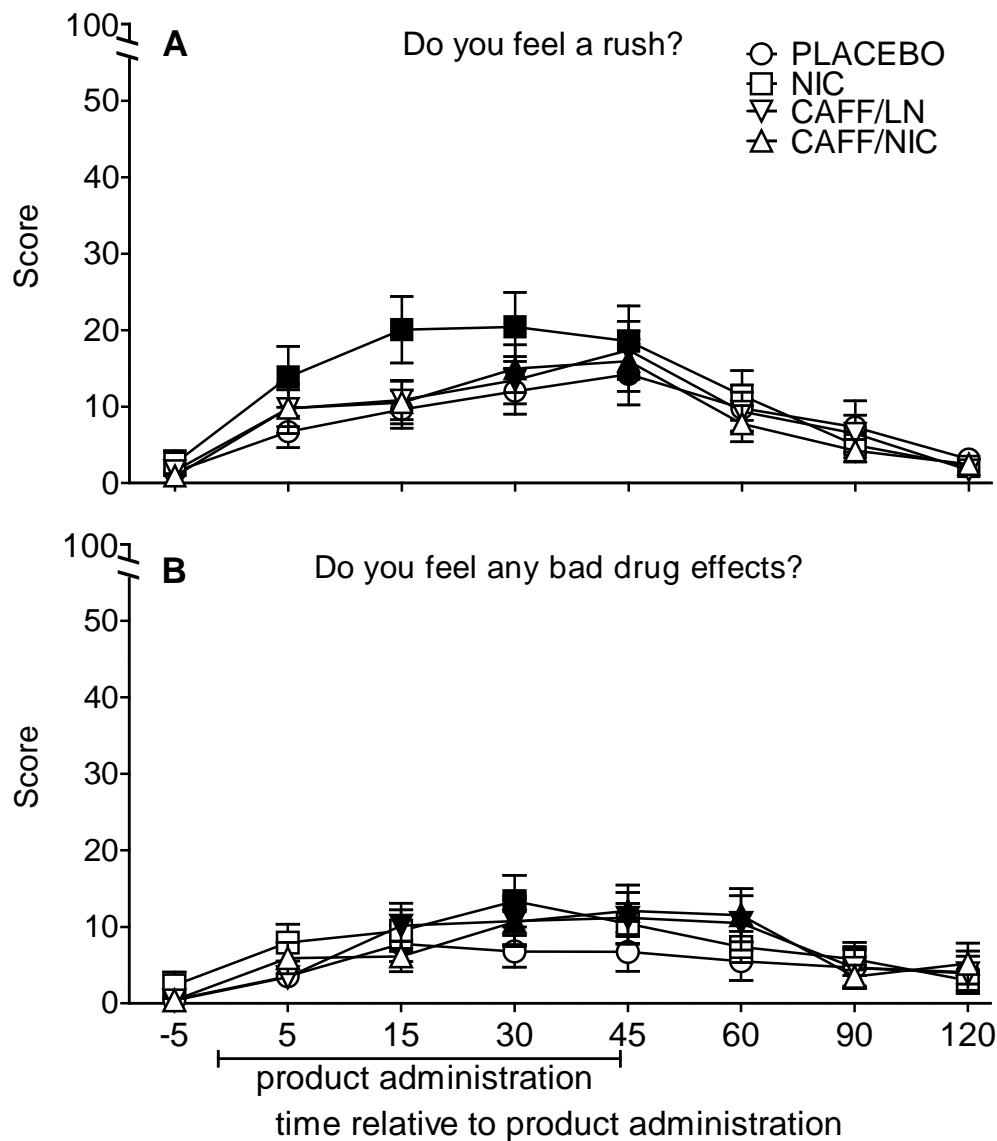 100
A
Do you feel a rush?
PLACEBO
NIC
CAFF/LN
CAFF/NIC
50
40
30
20
10
0
Score
100
B
Do you feel any bad drug effects?
50
40
30
20
10
0
Score
-5 5 15 30 45 60 90 120
product administration
time relative to product administration